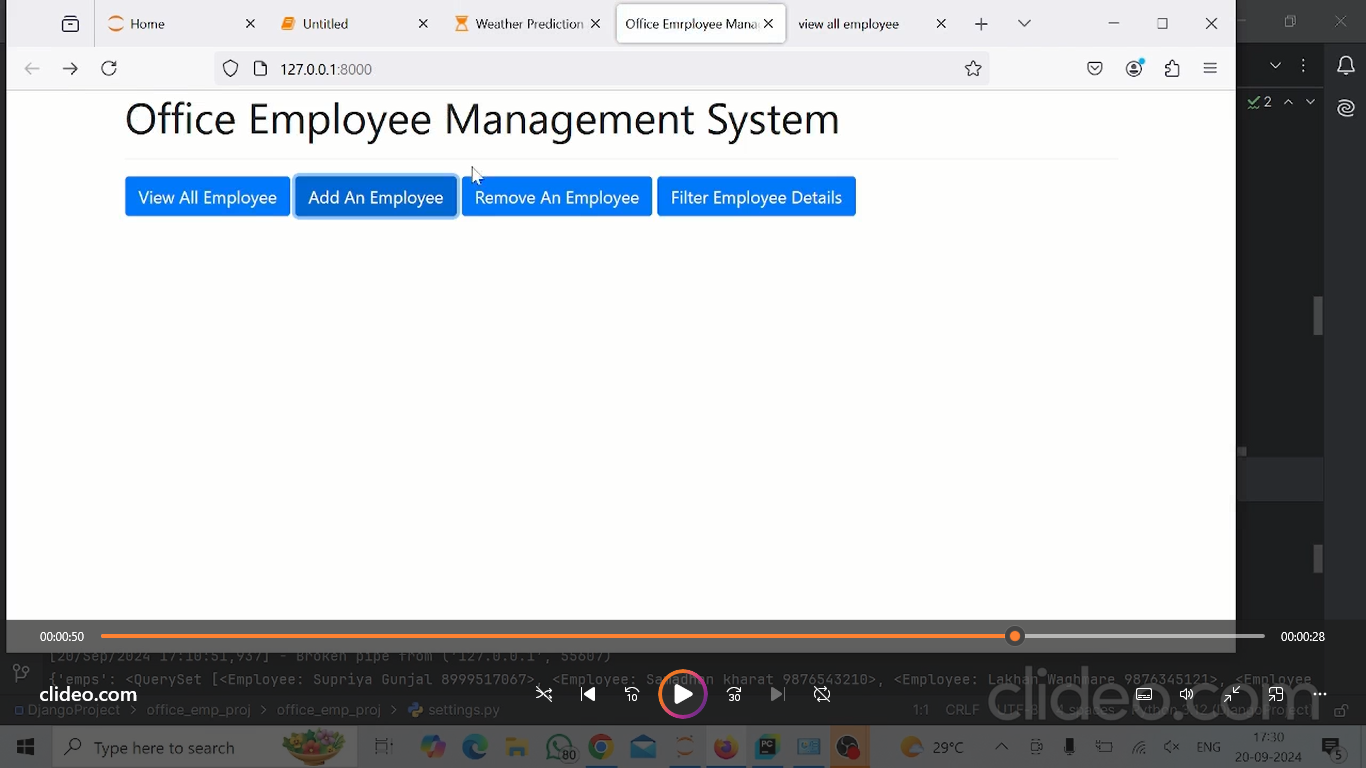 Home
Untitled
Weather Prediction
Office Emrployee Mana
view all employee
127.0.0.1:8000
2
Office Employee Management System
View All Employee
Add An Employee
Remove An Employee
Filter Employee Details
00:00:50
00:00:28
[20/Sep/2024 17:10:51,937] - Broken pipe from ('127.0.0.1', 55607)
{'emps': <QuerySet [<Employee: Supriya Gunjal 8999517067>, <Employee: Samadhan kharat 9876543210>, <Employee: Lakhan Waghmare 9876345121>, <Employee
clideo.com
10
30
clideo.com
DjangoProject > office_emp_proj > office_emp_proj > settings.py
1:1 CRLF UTF-8 4 spaces Python 3.12 (DjangoProject)
Type here to search
80
PC
29°C
ENG
17:30
20-09-2024
5